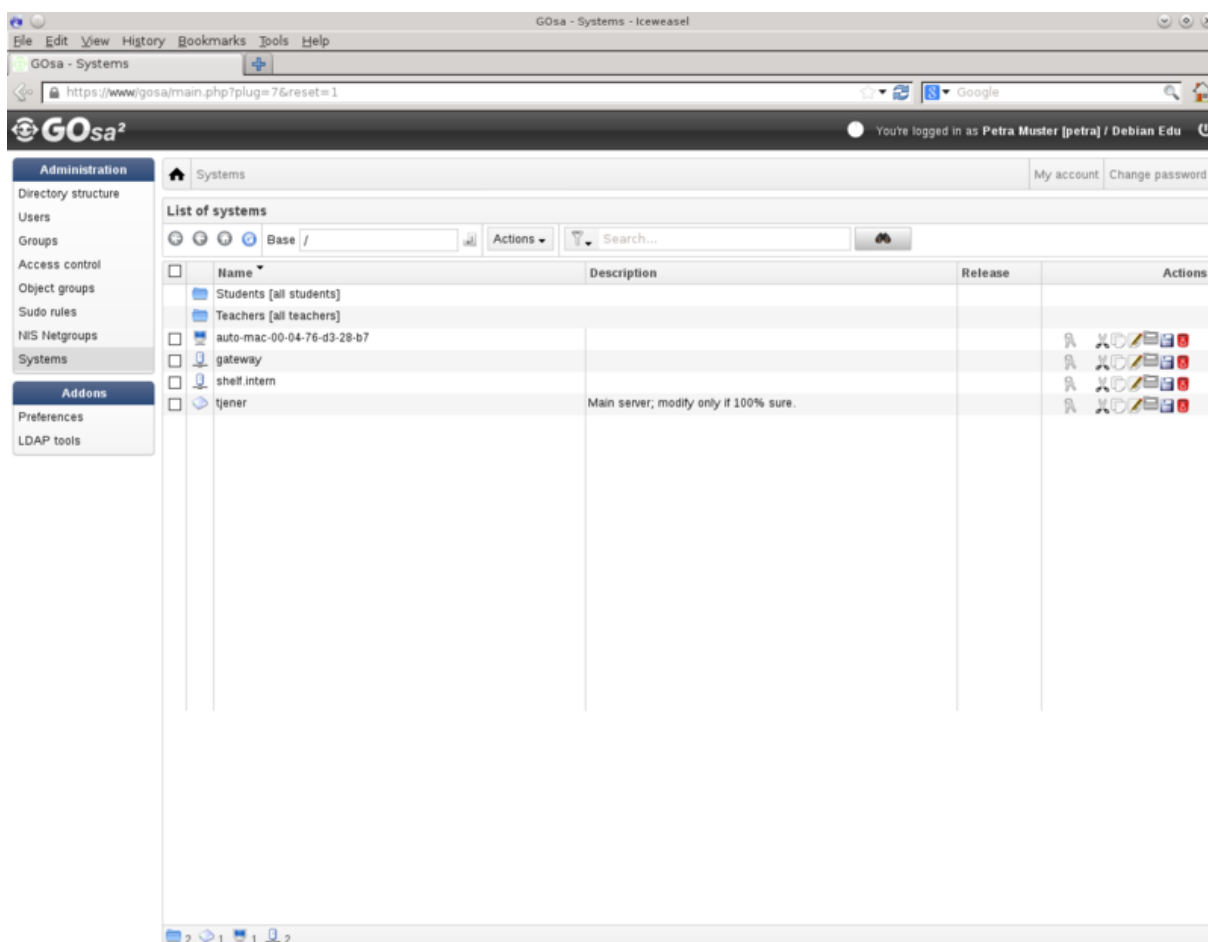 GOsa - Systems - Iceweasel
File Edit View History Bookmarks Tools Help
GOsa - Systems
https://www/gosa/main.php?plug=7&reset=1
Google
GOsa²
You're logged in as Petra Muster [petra] / Debian Edu
Administration
Directory structure
Users
Groups
Access control
Object groups
Sudo rules
NIS Netgroups
Systems
Addons
Preferences
LDAP tools
Systems
My account Change password
List of systems
Base / Actions Search...
Name Description Release Actions
Students [all students]
Teachers [all teachers]
auto-mac-00-04-76-d3-28-b7
gateway
shelf.intern
tjener Main server; modify only if 100% sure.
2 1 1 2